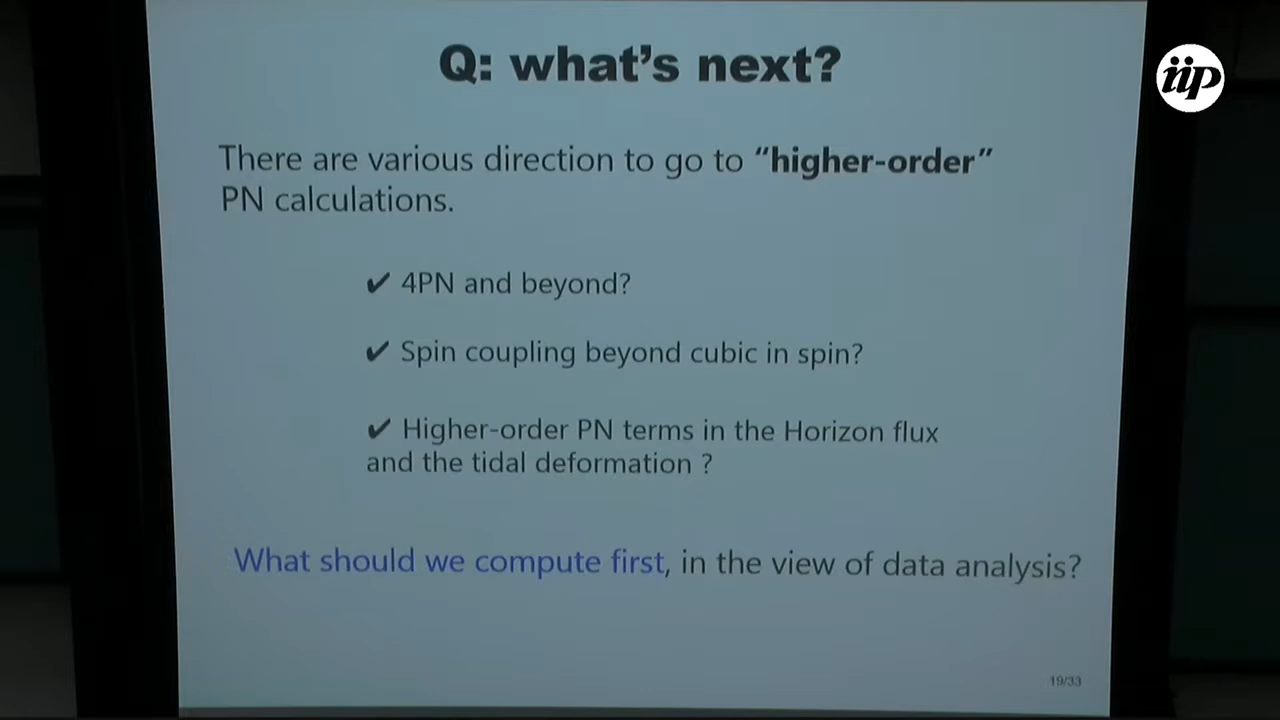 Q: what's next?
iip
There are various direction to go to “higher-order”
PN calculations.
✔ 4PN and beyond?
✔ Spin coupling beyond cubic in spin?
✔ Higher-order PN terms in the Horizon flux
and the tidal deformation ?
What should we compute first, in the view of data analysis?
19/33